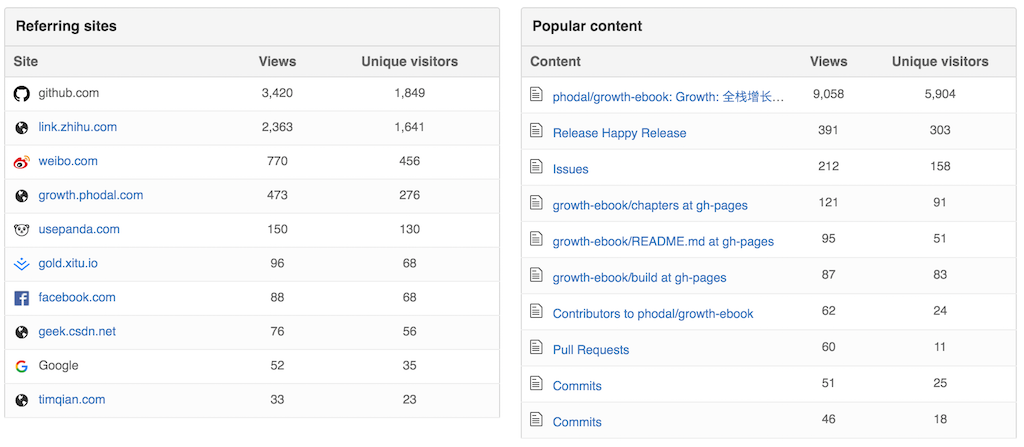 Referring sites
Site Views Unique visitors
github.com 3,420 1,849
link.zhihu.com 2,363 1,641
weibo.com 770 456
growth.phodal.com 473 276
usepanda.com 150 130
gold.xitu.io 96 68
facebook.com 88 68
geek.csdn.net 76 56
Google 52 35
timqian.com 33 23
Popular content
Content Views Unique visitors
phodal/growth-ebook: Growth: 全栈增长… 9,058 5,904
Release Happy Release 391 303
Issues 212 158
growth-ebook/chapters at gh-pages 121 91
growth-ebook/README.md at gh-pages 95 51
growth-ebook/build at gh-pages 87 83
Contributors to phodal/growth-ebook 62 24
Pull Requests 60 11
Commits 51 25
Commits 46 18